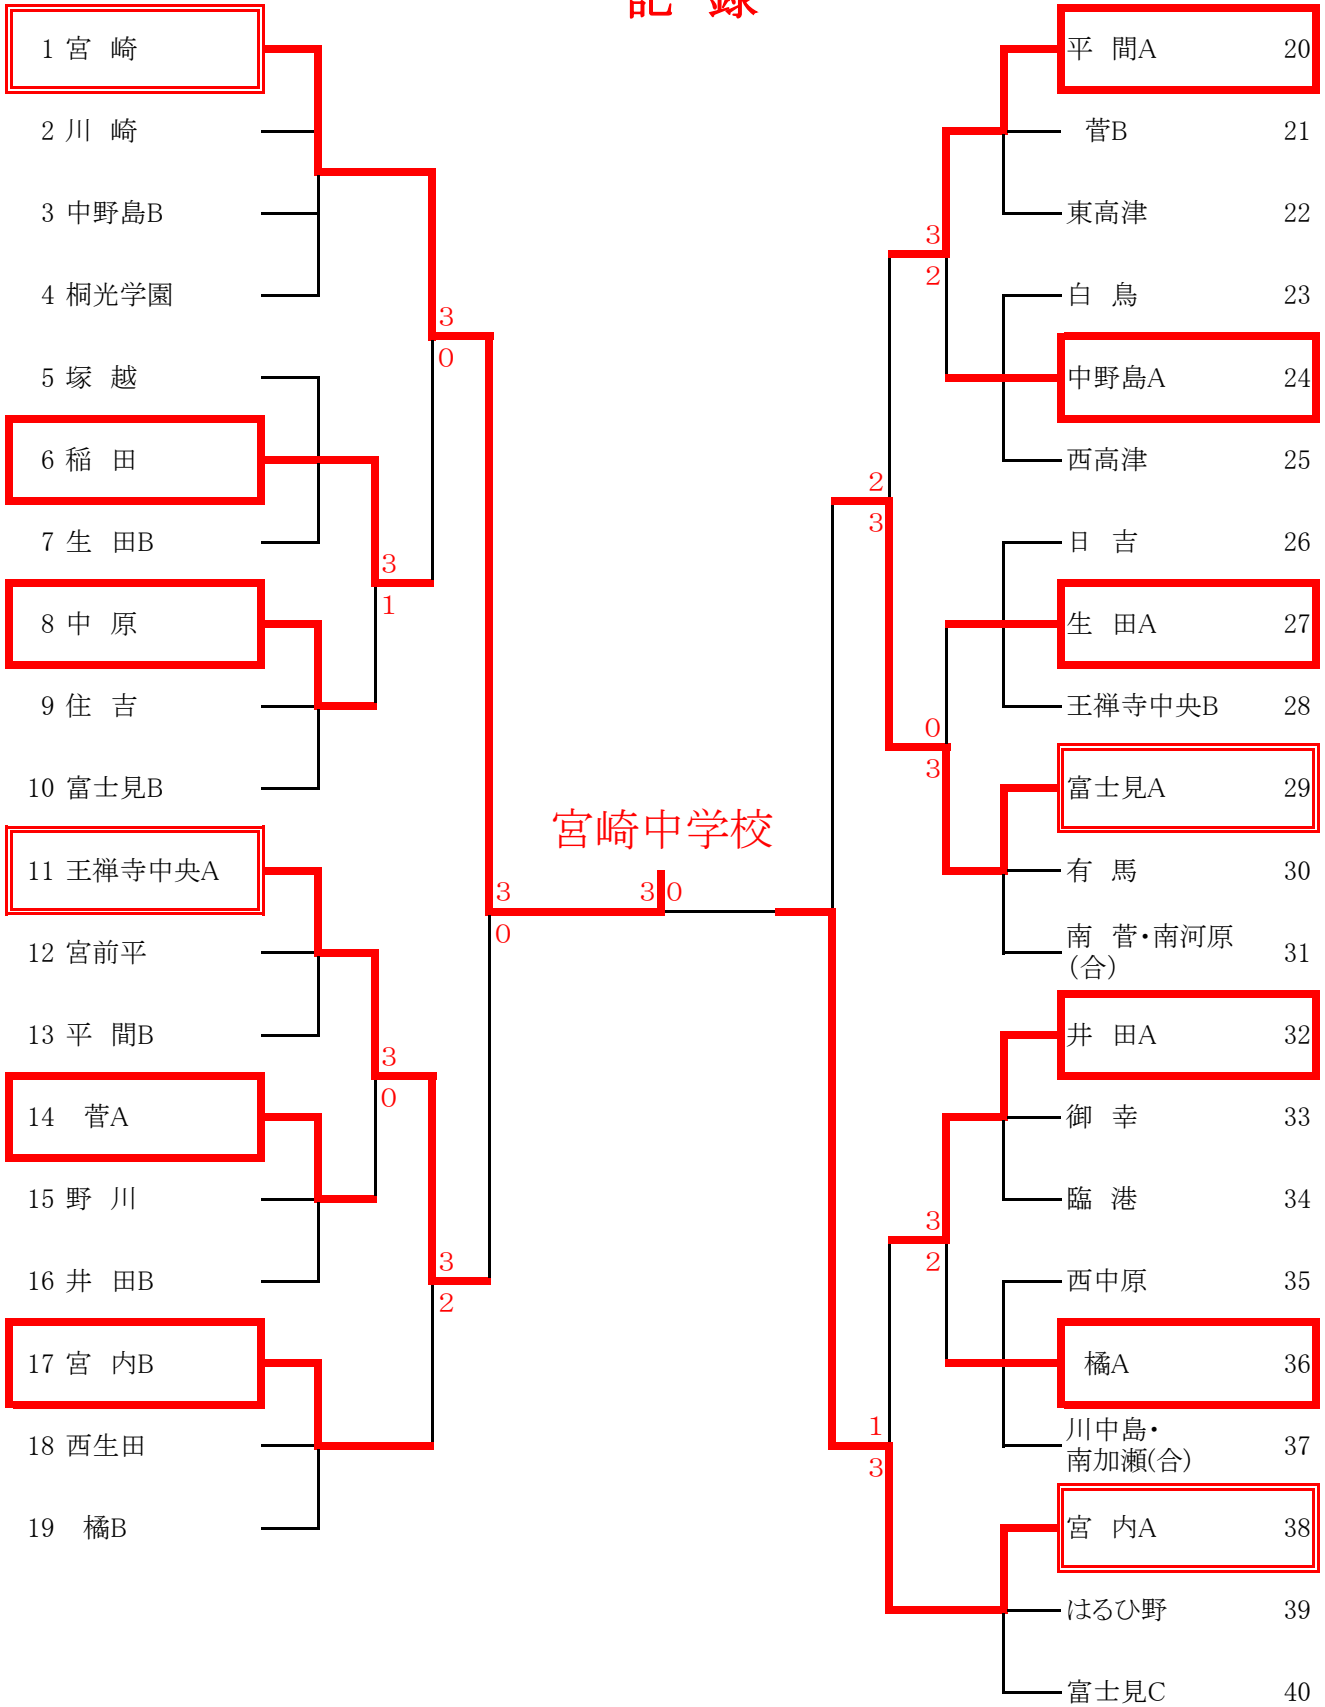 記 録
1 宮 崎
2 川 崎
3 中野島B
4 桐光学園
5 塚 越
6 稲 田
7 生 田B
8 中 原
9 住 吉
10 富士見B
11 王禅寺中央A
12 宮前平
13 平 間B
14 菅A
15 野 川
16 井 田B
17 宮 内B
18 西生田
19 橘B
3
0
3
1
3
0
3
2
3
0
宮崎中学校
3 0
3
2
2
3
0
3
3
2
1
3
平 間A 20
菅B 21
東高津 22
白 鳥 23
中野島A 24
西高津 25
日 吉 26
生 田A 27
王禅寺中央B 28
富士見A 29
有 馬 30
南 菅・南河原
(合) 31
井 田A 32
御 幸 33
臨 港 34
西中原 35
橘A 36
川中島・
南加瀬(合) 37
宮 内A 38
はるひ野 39
富士見C 40